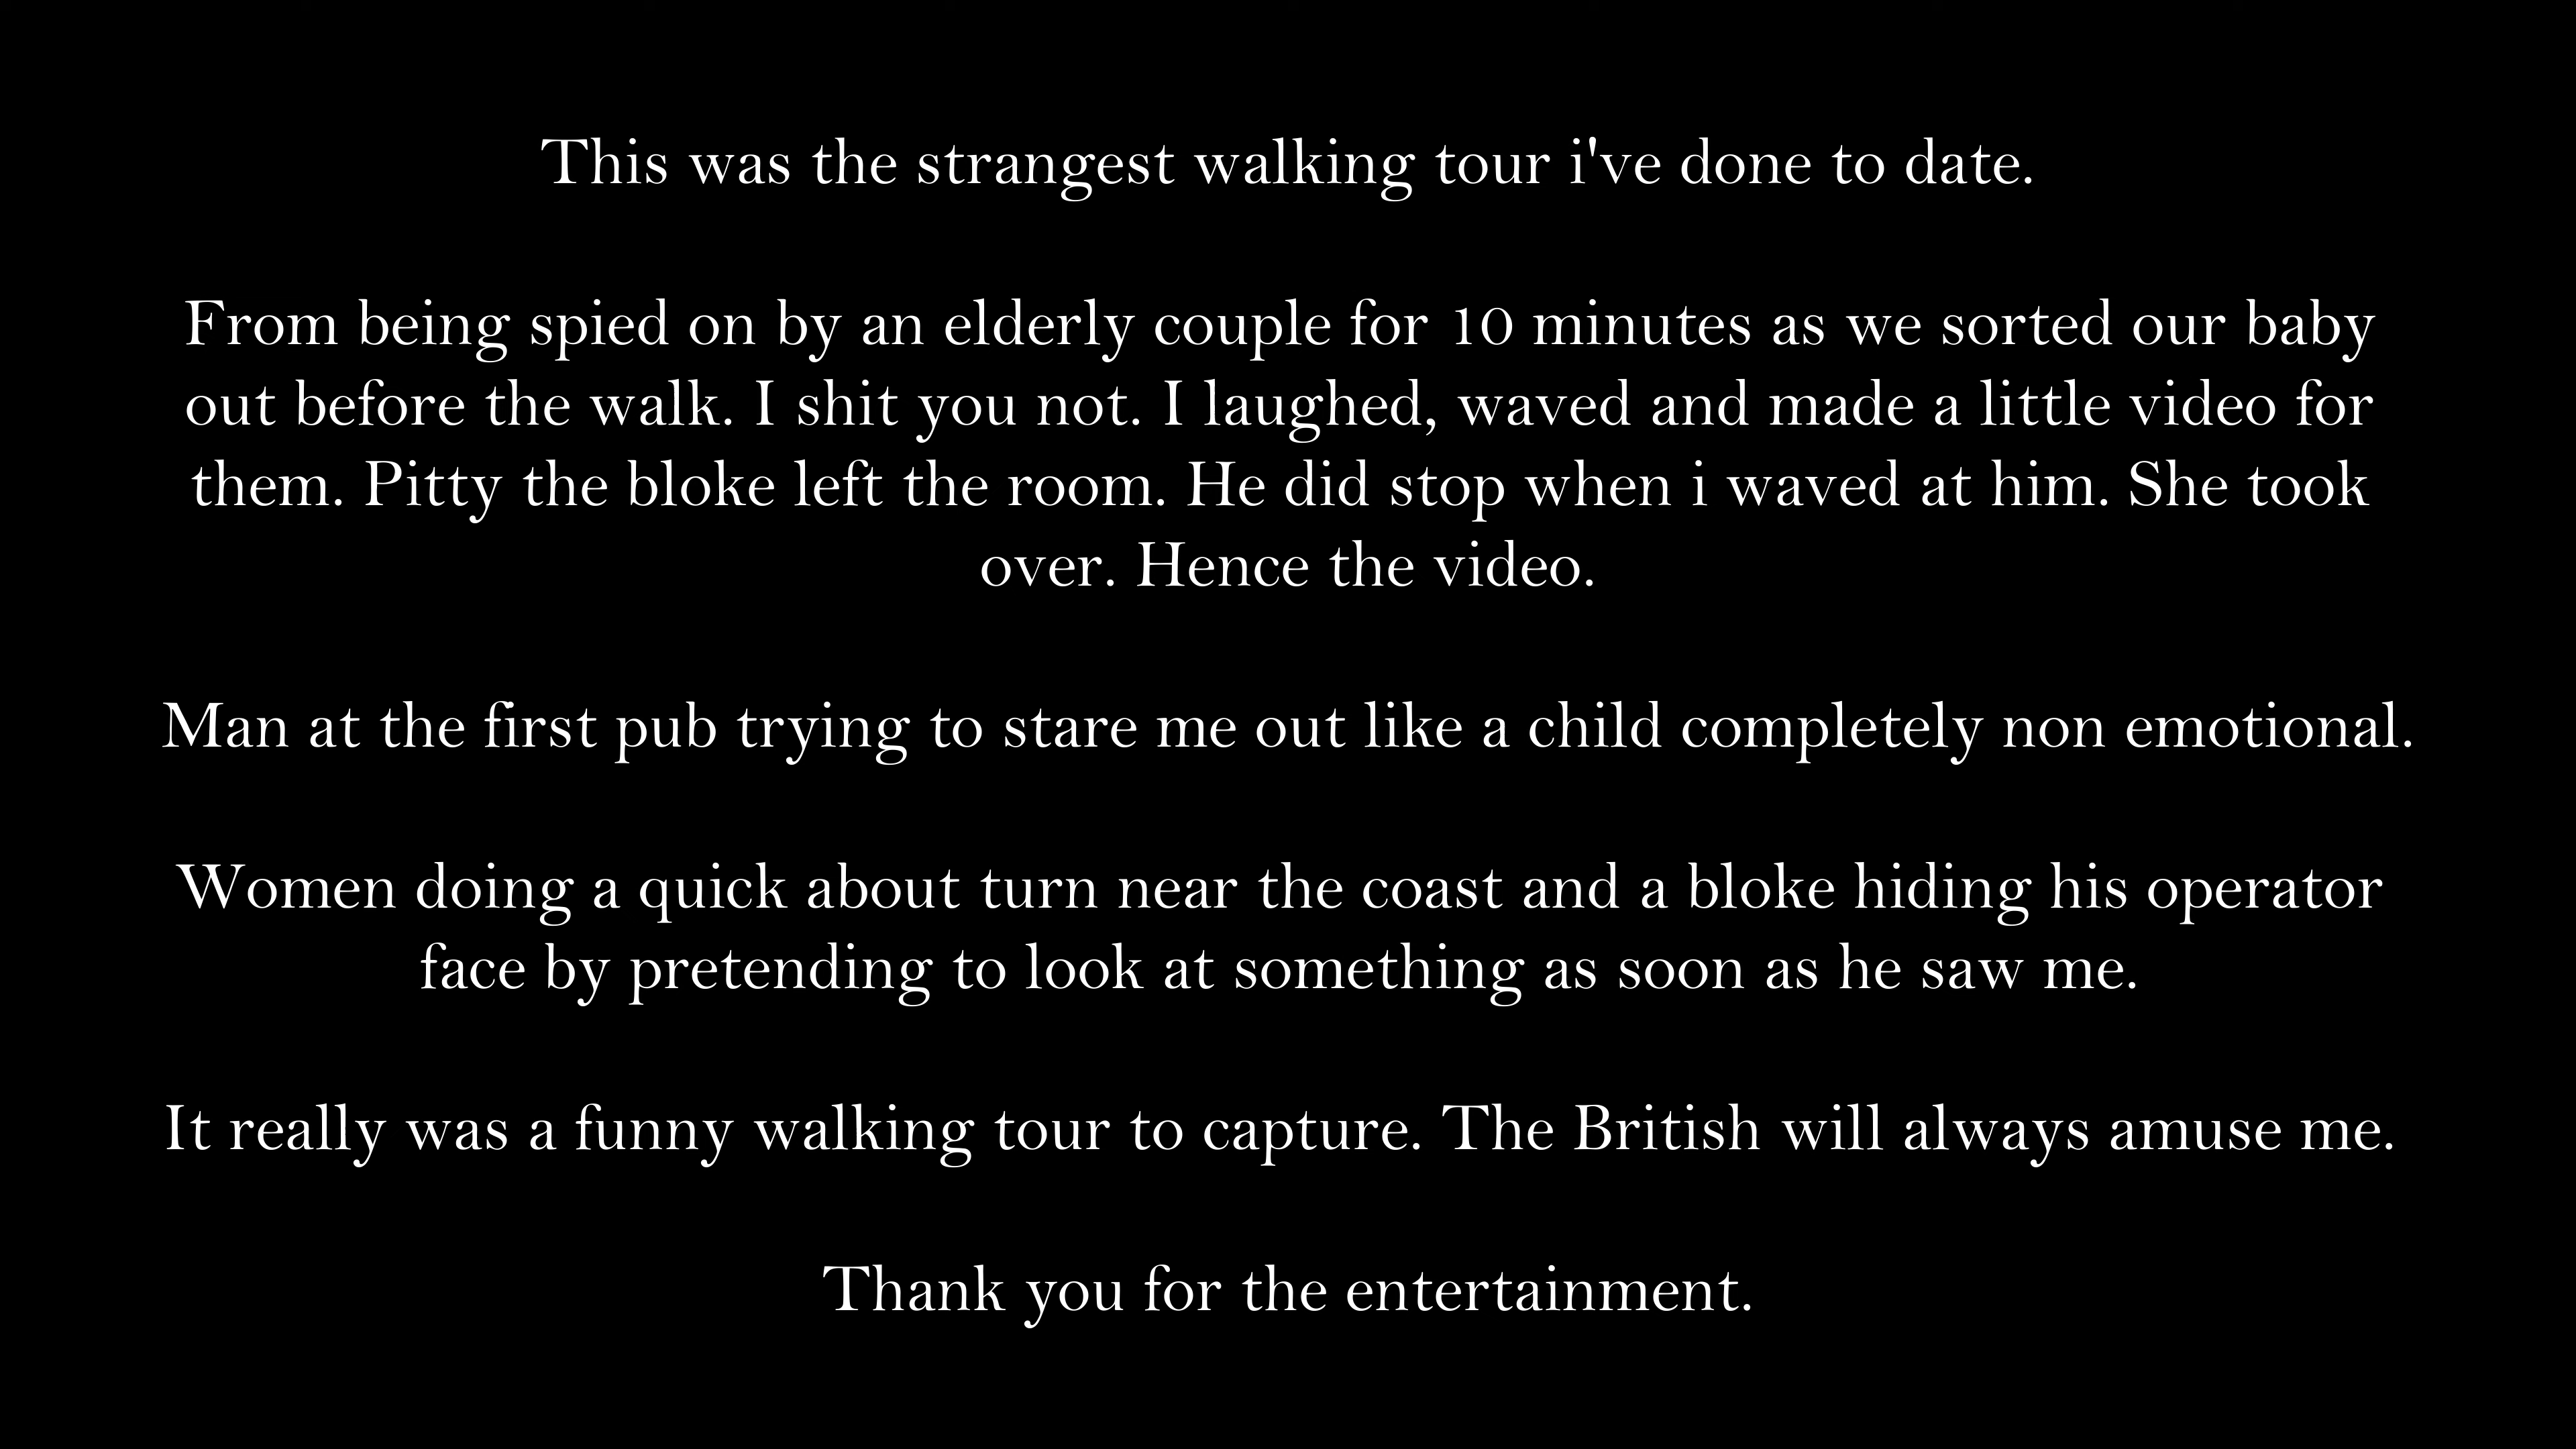 This was the strangest walking tour i've done to date.
From being spied on by an elderly couple for 10 minutes as we sorted our baby
out before the walk. I shit you not. I laughed, waved and made a little video for
them. Pitty the bloke left the room. He did stop when i waved at him. She took
over. Hence the video.
Man at the first pub trying to stare me out like a child completely non emotional.
Women doing a quick about turn near the coast and a bloke hiding his operator
face by pretending to look at something as soon as he saw me.
It really was a funny walking tour to capture. The British will always amuse me.
Thank you for the entertainment.